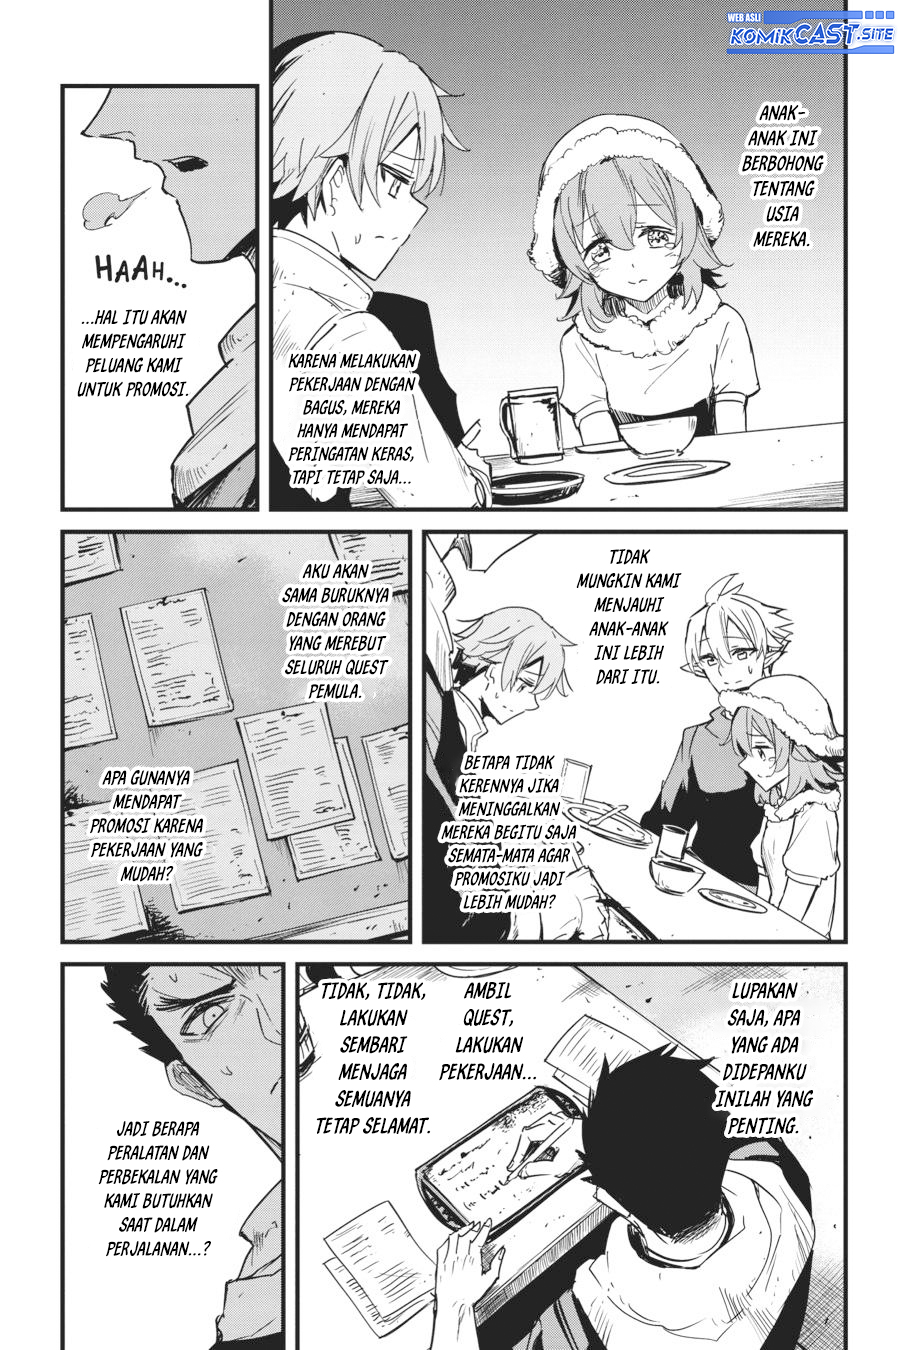 WEB ASLI
KOMIKCAST.SITE
ANAK-
ANAK INI
BERBOHONG
TENTANG
USIA
MEREKA.
KARENA MELAKUKAN
PEKERJAAN DENGAN
BAGUS, MEREKA
HANYA MENDAPAT
PERINGATAN KERAS,
TAPI TETAP SAJA...
HAAH...
...HAL ITU AKAN
MEMPENGARUHI
PELUANG KAMI
UNTUK PROMOSI.
TIDAK
MUNGKIN KAMI
MENJAUHI
ANAK-ANAK
INI LEBIH
DARI ITU.
BETAPA TIDAK
KERENNYA JIKA
MENINGGALKAN
MEREKA BEGITU SAJA
SEMATA-MATA AGAR
PROMOSIKU JADI
LEBIH MUDAH?
AKU AKAN
SAMA BURUKNYA
DENGAN ORANG
YANG MEREBUT
SELURUH QUEST
PEMULA.
APA GUNANYA
MENDAPAT
PROMOSI KARENA
PEKERJAAN YANG
MUDAH?
LUPAKAN
SAJA, APA
YANG ADA
DIDEPANKU
INILAH YANG
PENTING.
AMBIL
QUEST,
LAKUKAN
PEKERJAAN...
TIDAK, TIDAK,
LAKUKAN
SEMBARI
MENJAGA
SEMUANYA
TETAP SELAMAT.
JADI BERAPA
PERALATAN DAN
PERBEKALAN YANG
KAMI BUTUHKAN
SAAT DALAM
PERJALANAN...?